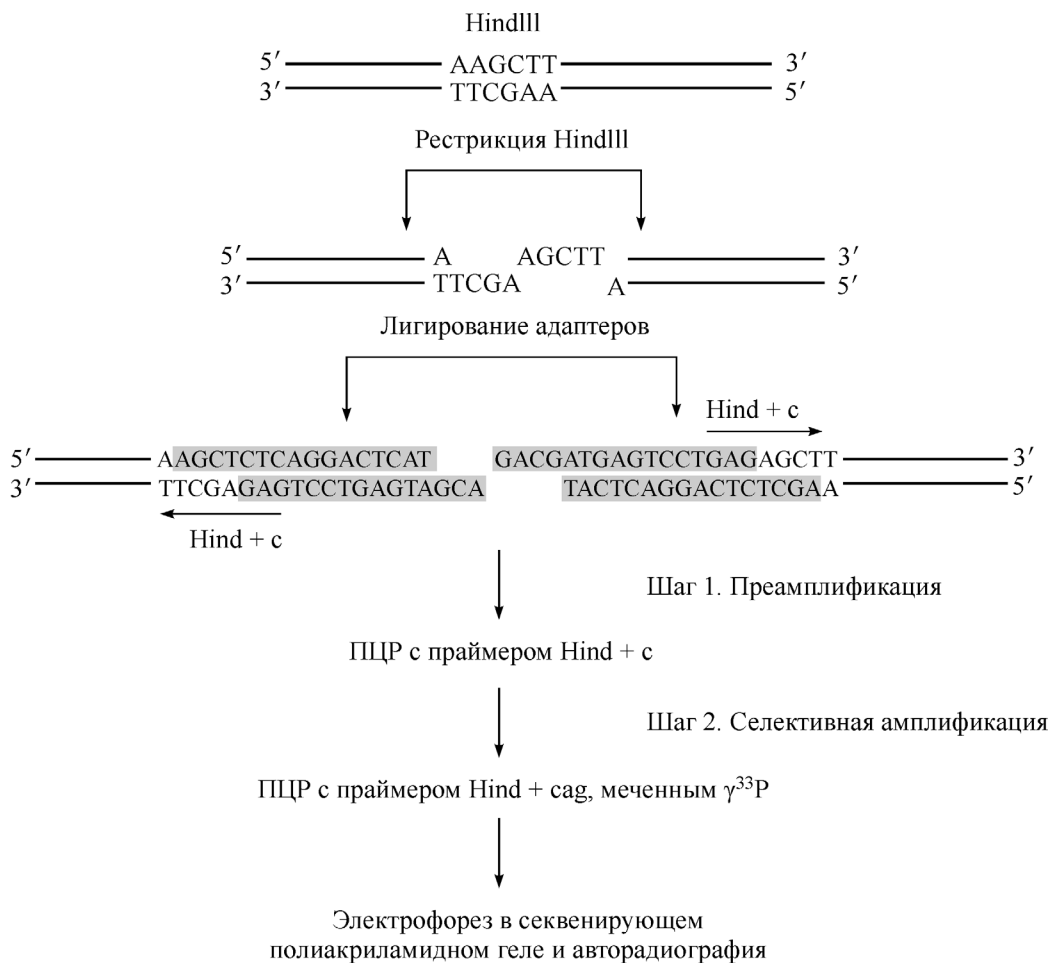 HindIII
5′ AAGCTT 3′
3′ TTCGAA 5′
Рестрикция HindIII
5′ A AGCTT 3′
3′ TTCGA A 5′
Лигирование адаптеров
Hind + c
5′ AAGCTCTCAGGACTCAT GACGATGAGTCCTGAGAGCTT 3′
3′ TTCGAGAGTCCTGAGTAGCA TACTCAGGACTCTCGAA 5′
Hind + c
Шаг 1. Преамплификация
ПЦР с праймером Hind + c
Шаг 2. Селективная амплификация
ПЦР с праймером Hind + cag, меченным γ³³P
Электрофорез в секвенирующем
полиакриламидном геле и авторадиография